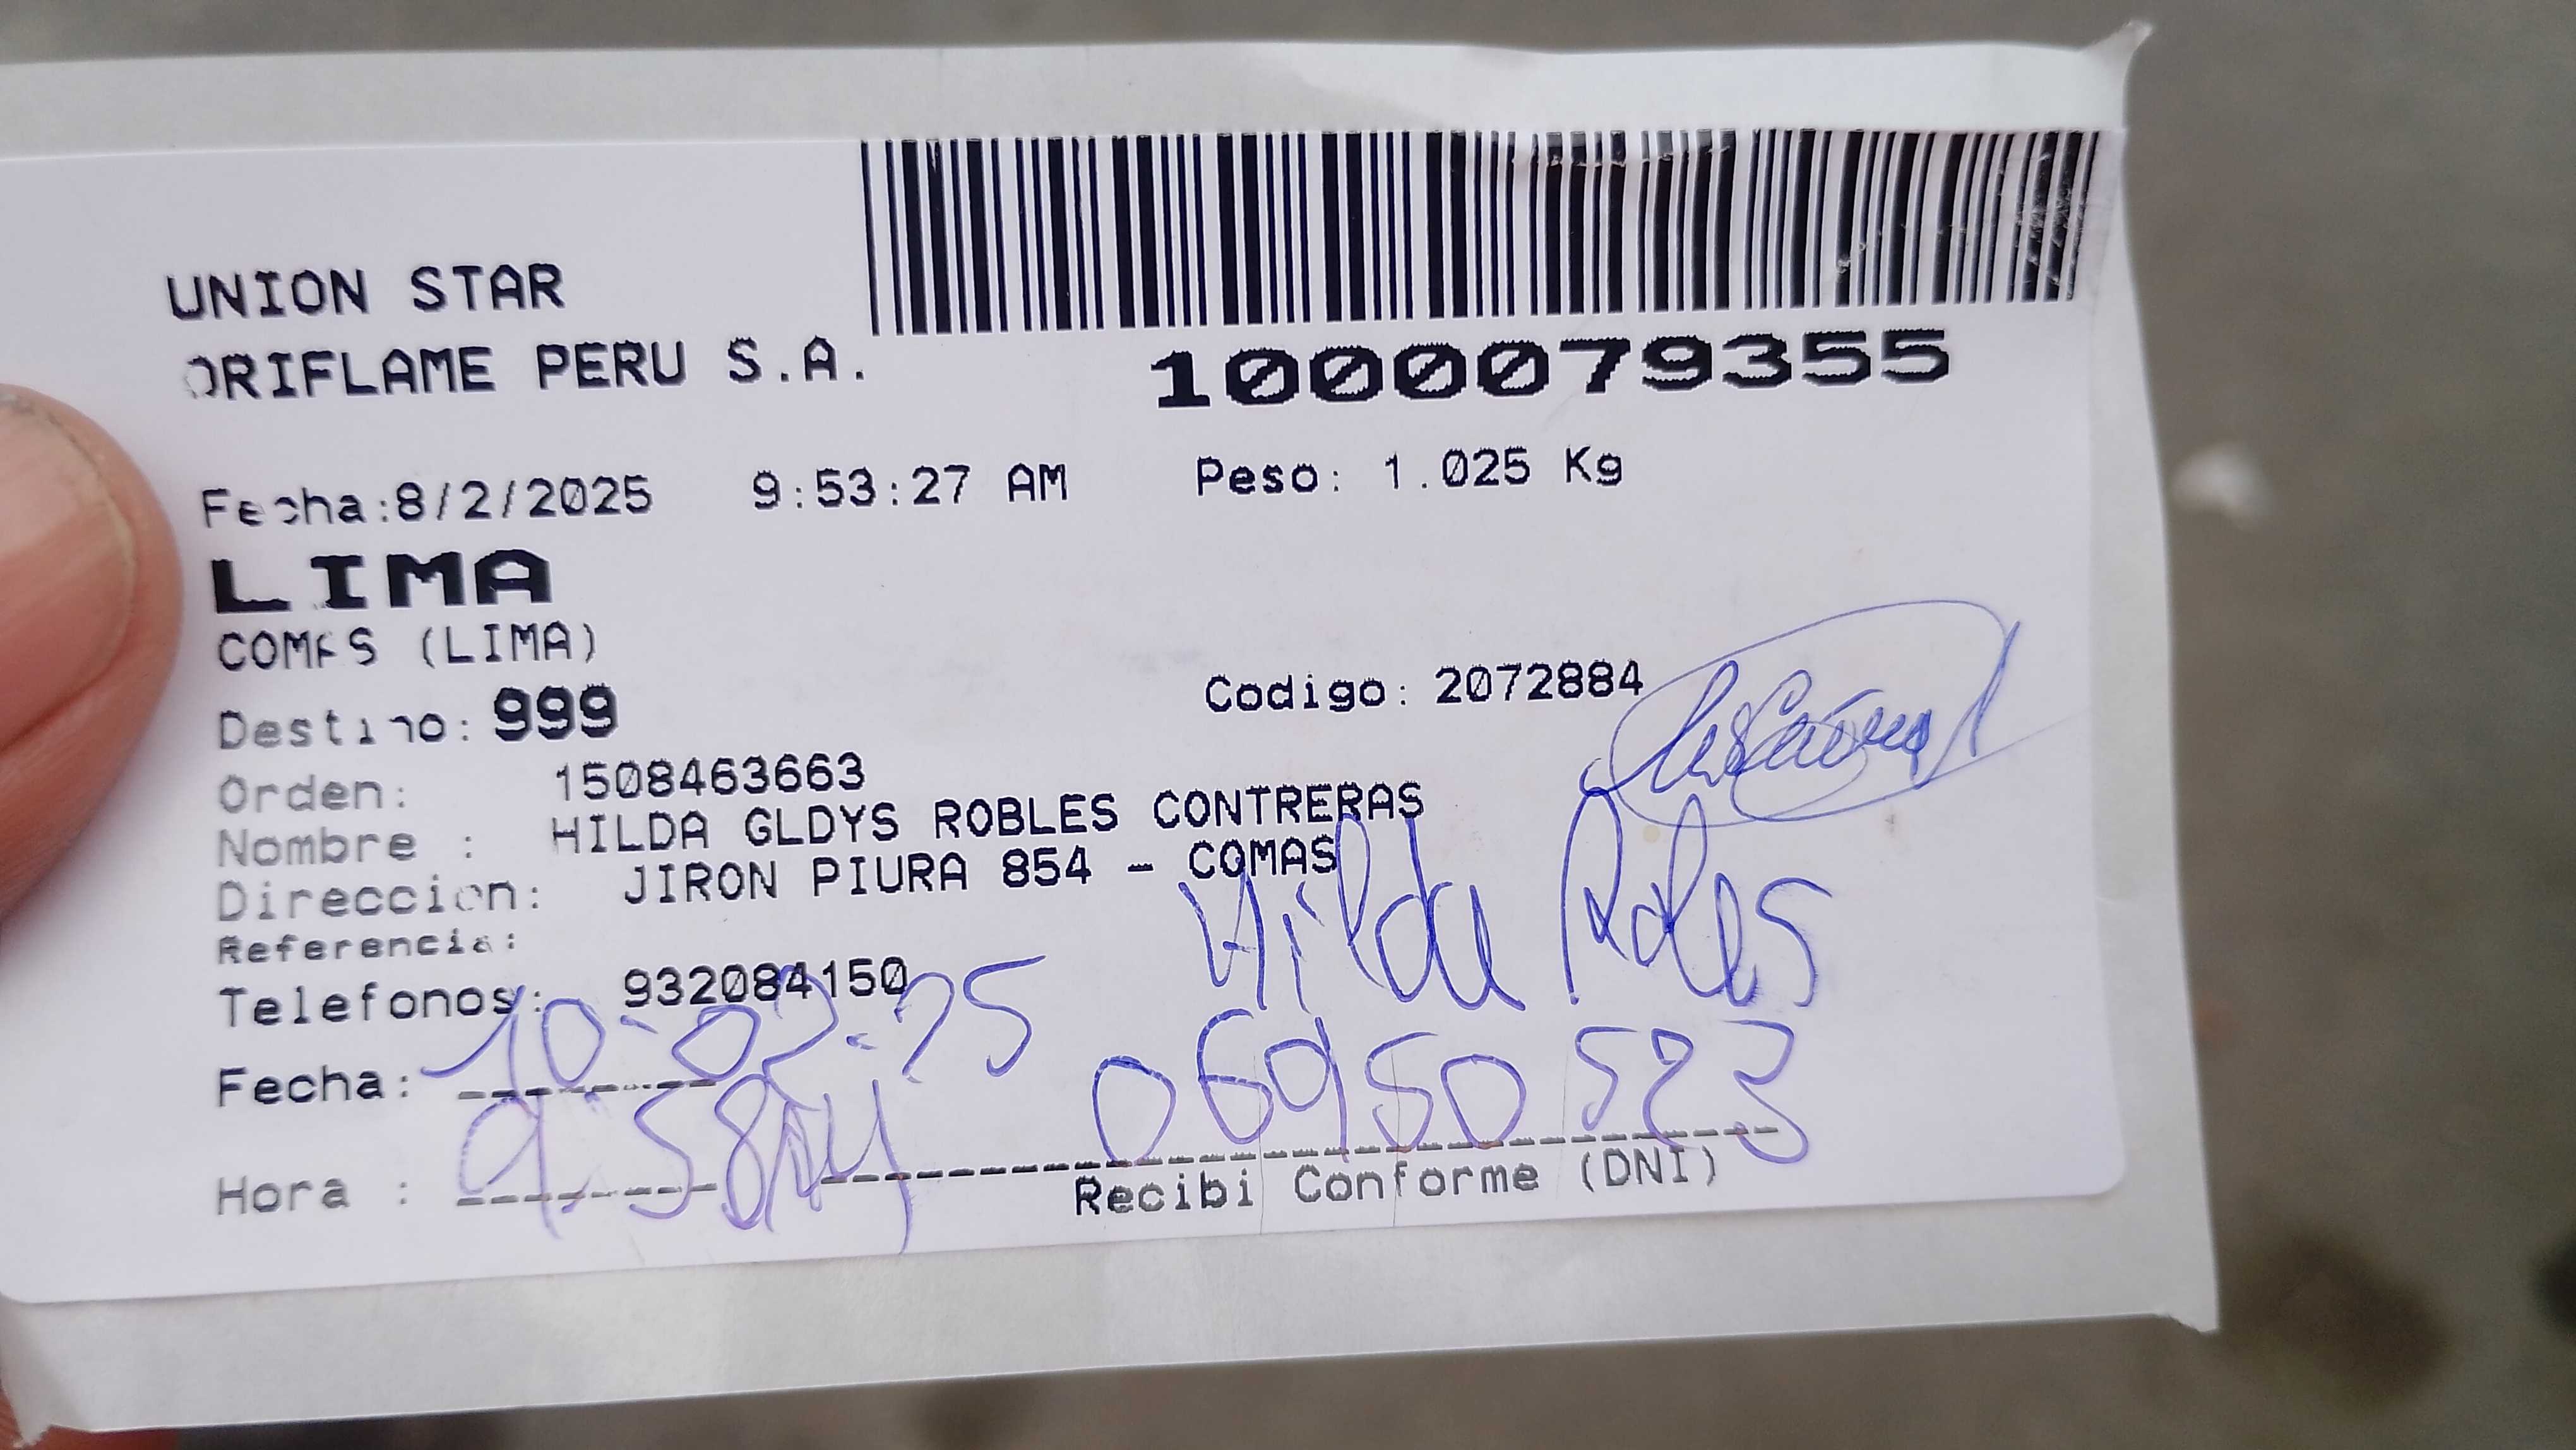 UNION STAR
ORIFLAME PERU S.A.
1000079355
Fecha:8/2/2025 9:53:27 AM Peso: 1.025 Kg
LIMA
COMAS (LIMA)
Destino: 999 Codigo: 2072884
Orden: 1508463663
Nombre : HILDA GLDYS ROBLES CONTRERAS
Direccion: JIRON PIURA 854 - COMAS
Referencia:
Hilda Robles
Telefonos: 932084150
Fecha: 10-02-25
06950523
Hora : 9:58
Recibi Conforme (DNI)